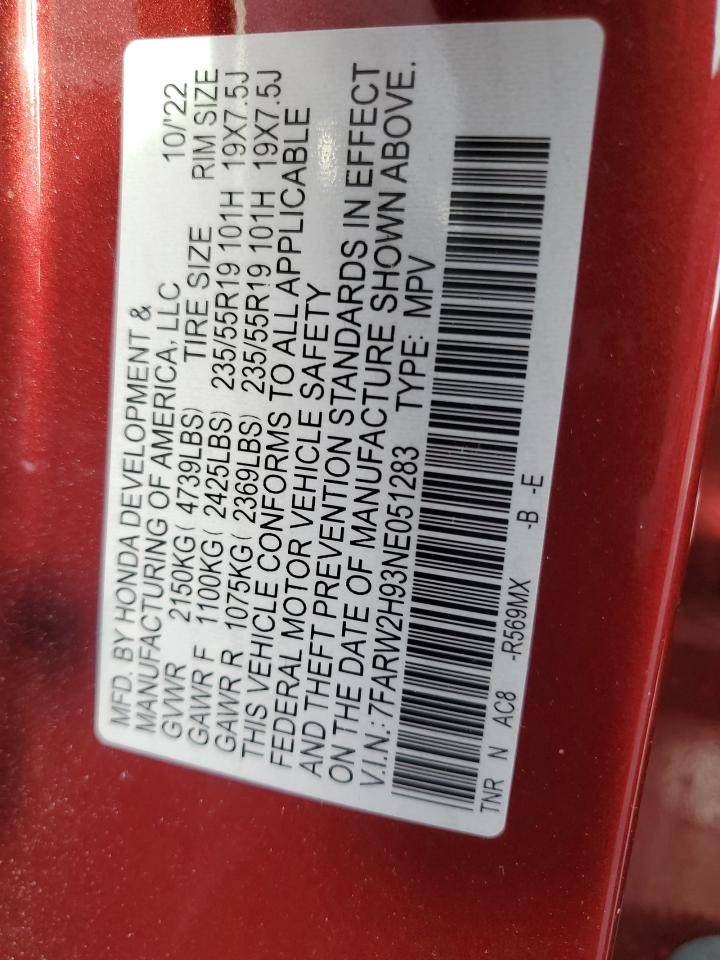 MFD. BY HONDA DEVELOPMENT &
MANUFACTURING OF AMERICA, LLC 10/'22
GVWR 2150KG( 4739LBS) TIRE SIZE RIM SIZE
GAWR F 1100KG( 2425LBS) 235/55R19 101H 19X7.5J
GAWR R 1075KG( 2369LBS) 235/55R19 101H 19X7.5J
THIS VEHICLE CONFORMS TO ALL APPLICABLE
FEDERAL MOTOR VEHICLE SAFETY
AND THEFT PREVENTION STANDARDS IN EFFECT
ON THE DATE OF MANUFACTURE SHOWN ABOVE.
V.I.N.: 7FARW2H93NE051283 TYPE: MPV
TNR N AC8 -R569MX -B -E